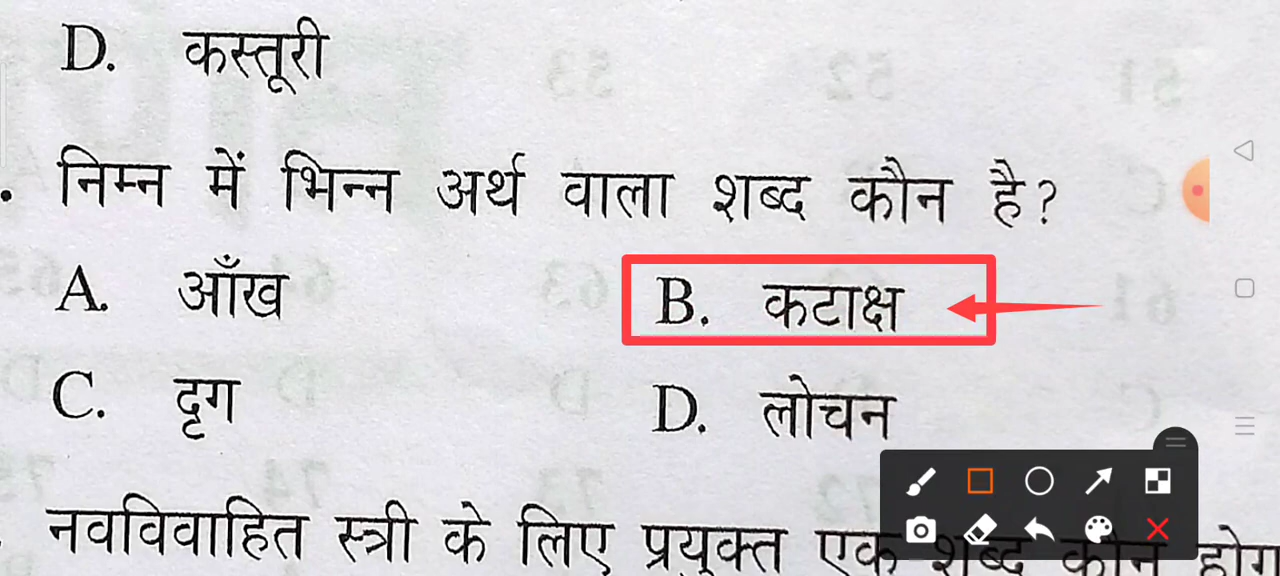 D. कस्तूरी
. निम्न में भिन्न अर्थ वाला शब्द कौन है?
A. आँख B. कटाक्ष
C. दृग D. लोचन
नवविवाहित स्त्री के लिए प्रयुक्त एक शब्द कौन